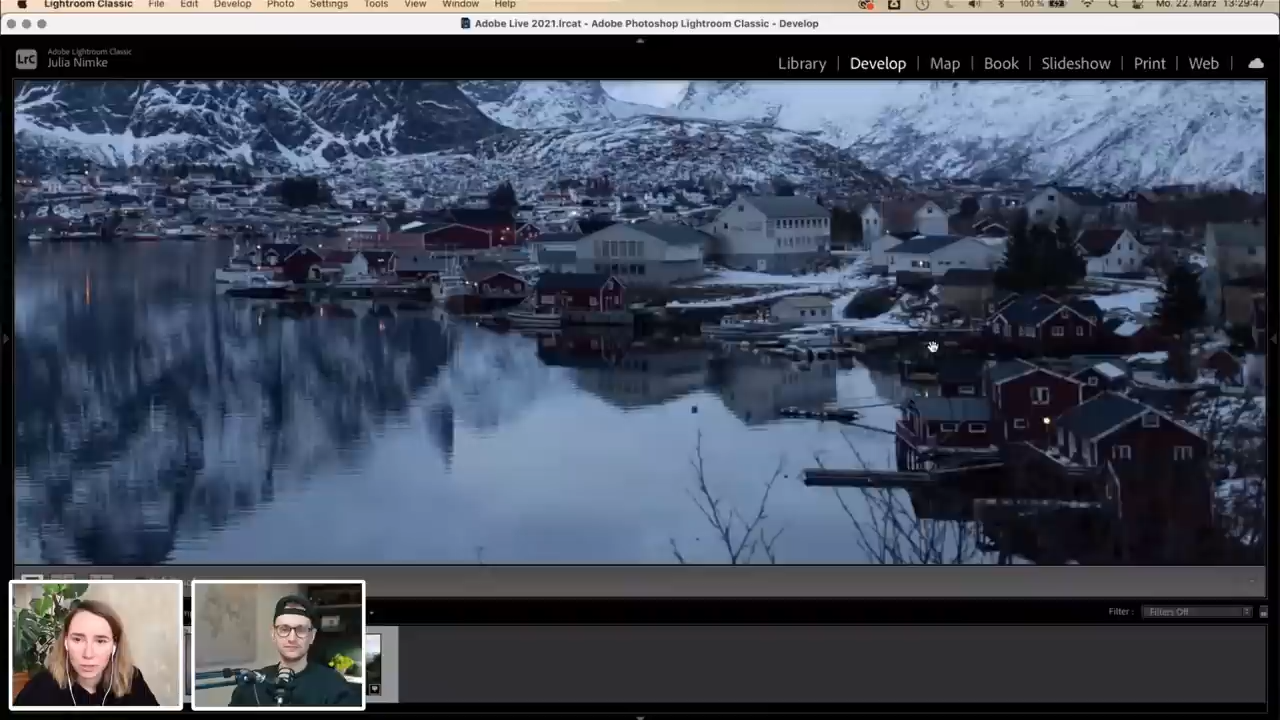 Lightroom Classic File Edit Develop Photo Settings Tools View Window Help 100 % Mo. 22. März 13:29:47
Adobe Live 2021.lrcat - Adobe Photoshop Lightroom Classic - Develop
LrC Adobe Lightroom Classic
Julia Nimke
Library | Develop | Map | Book | Slideshow | Print | Web
Filter : Filters Off